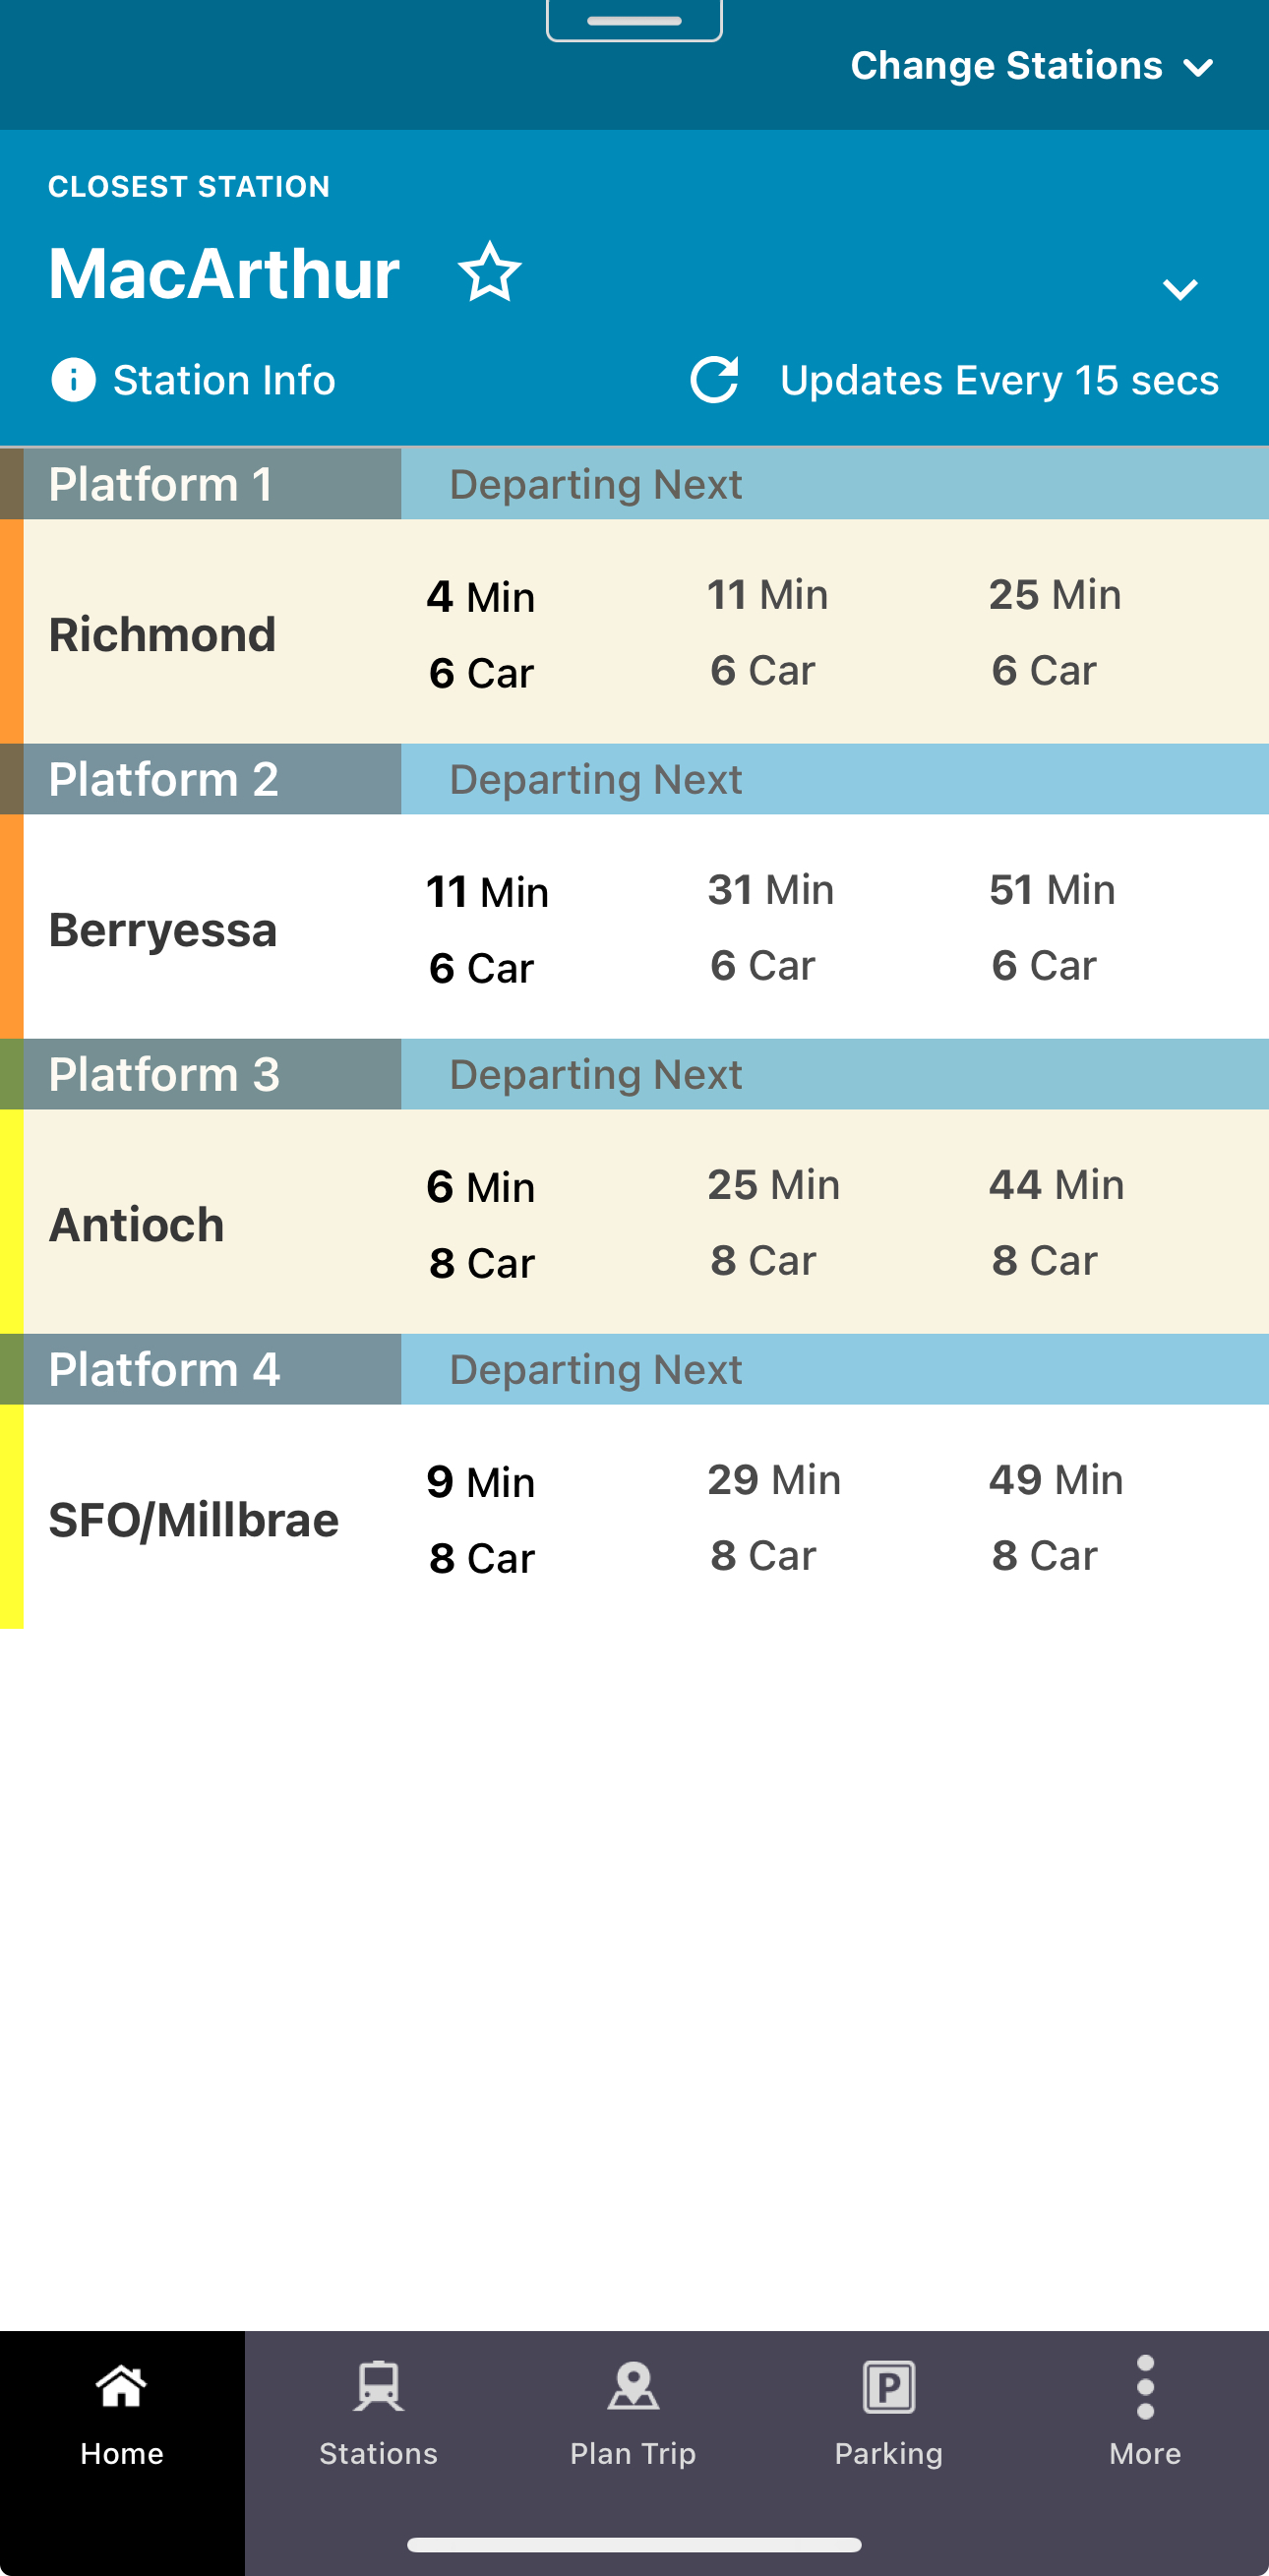 Change Stations
CLOSEST STATION
MacArthur
Station Info
Updates Every 15 secs
Platform 1 Departing Next
Richmond
4 Min 11 Min 25 Min
6 Car 6 Car 6 Car
Platform 2 Departing Next
Berryessa
11 Min 31 Min 51 Min
6 Car 6 Car 6 Car
Platform 3 Departing Next
Antioch
6 Min 25 Min 44 Min
8 Car 8 Car 8 Car
Platform 4 Departing Next
SFO/Millbrae
9 Min 29 Min 49 Min
8 Car 8 Car 8 Car
P
Home Stations Plan Trip Parking More